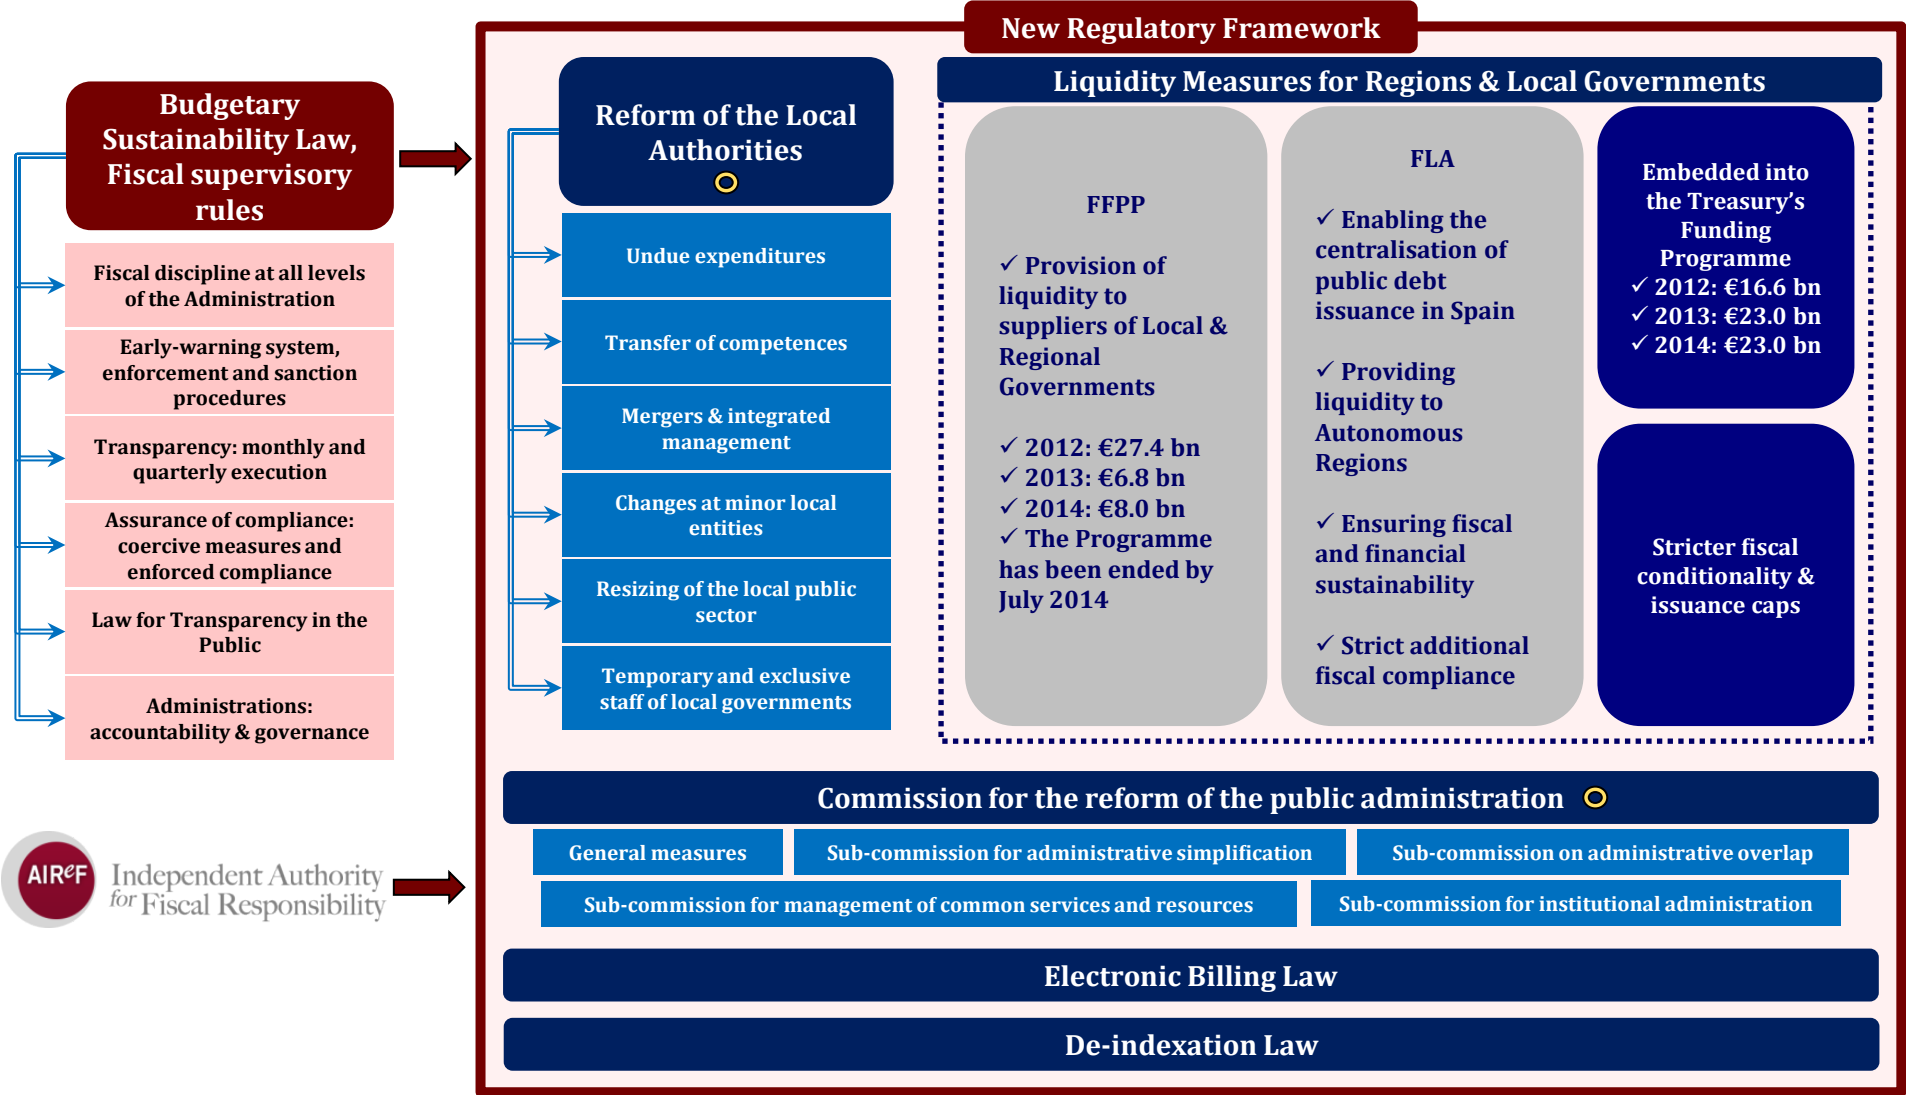 New Regulatory Framework
Budgetary
Sustainability Law,
Fiscal supervisory
rules
Fiscal discipline at all levels
of the Administration
Early-warning system,
enforcement and sanction
procedures
Transparency: monthly and
quarterly execution
Assurance of compliance:
coercive measures and
enforced compliance
Law for Transparency in the
Public
Administrations:
accountability & governance
AIReF
Independent Authority
for Fiscal Responsibility
Reform of the Local
Authorities
Undue expenditures
Transfer of competences
Mergers & integrated
management
Changes at minor local
entities
Resizing of the local public
sector
Temporary and exclusive
staff of local governments
Liquidity Measures for Regions & Local Governments
FFPP
✓ Provision of
liquidity to
suppliers of Local &
Regional
Governments
✓ 2012: €27.4 bn
✓ 2013: €6.8 bn
✓ 2014: €8.0 bn
✓ The Programme
has been ended by
July 2014
FLA
✓ Enabling the
centralisation of
public debt
issuance in Spain
✓ Providing
liquidity to
Autonomous
Regions
✓ Ensuring fiscal
and financial
sustainability
✓ Strict additional
fiscal compliance
Embedded into
the Treasury's
Funding
Programme
✓ 2012: €16.6 bn
✓ 2013: €23.0 bn
✓ 2014: €23.0 bn
Stricter fiscal
conditionality &
issuance caps
Commission for the reform of the public administration
General measures
Sub-commission for administrative simplification
Sub-commission on administrative overlap
Sub-commission for management of common services and resources
Sub-commission for institutional administration
Electronic Billing Law
De-indexation Law